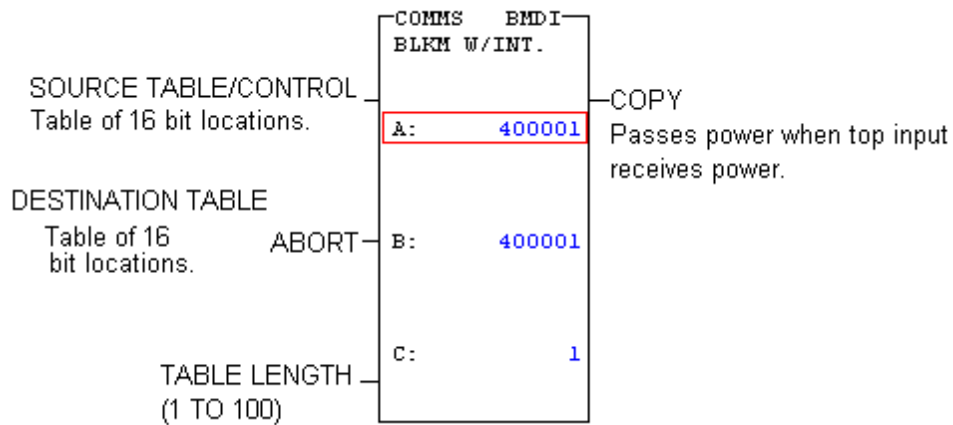 COMMS BMDI
BLKM W/INT.
SOURCE TABLE/CONTROL
Table of 16 bit locations.
A: 400001
COPY
Passes power when top input
receives power.
DESTINATION TABLE
Table of 16
bit locations.
ABORT
B: 400001
C: 1
TABLE LENGTH
(1 TO 100)